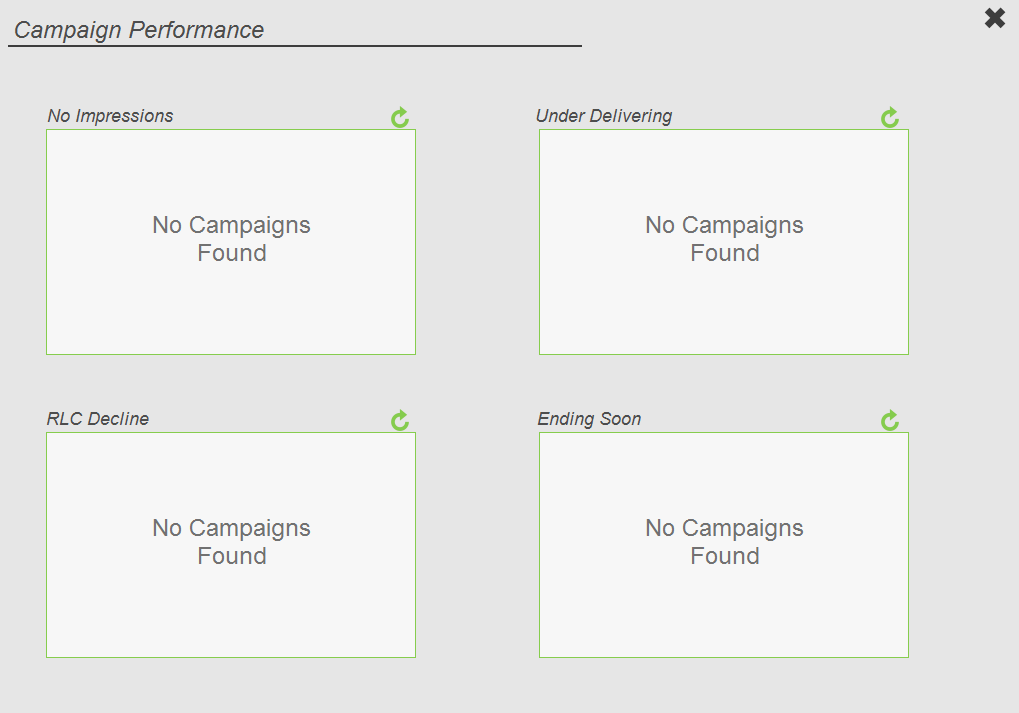 Campaign Performance
No Impressions
Under Delivering
No Campaigns
Found
No Campaigns
Found
RLC Decline
Ending Soon
No Campaigns
Found
No Campaigns
Found